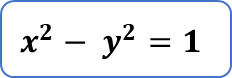 x² − y² = 1